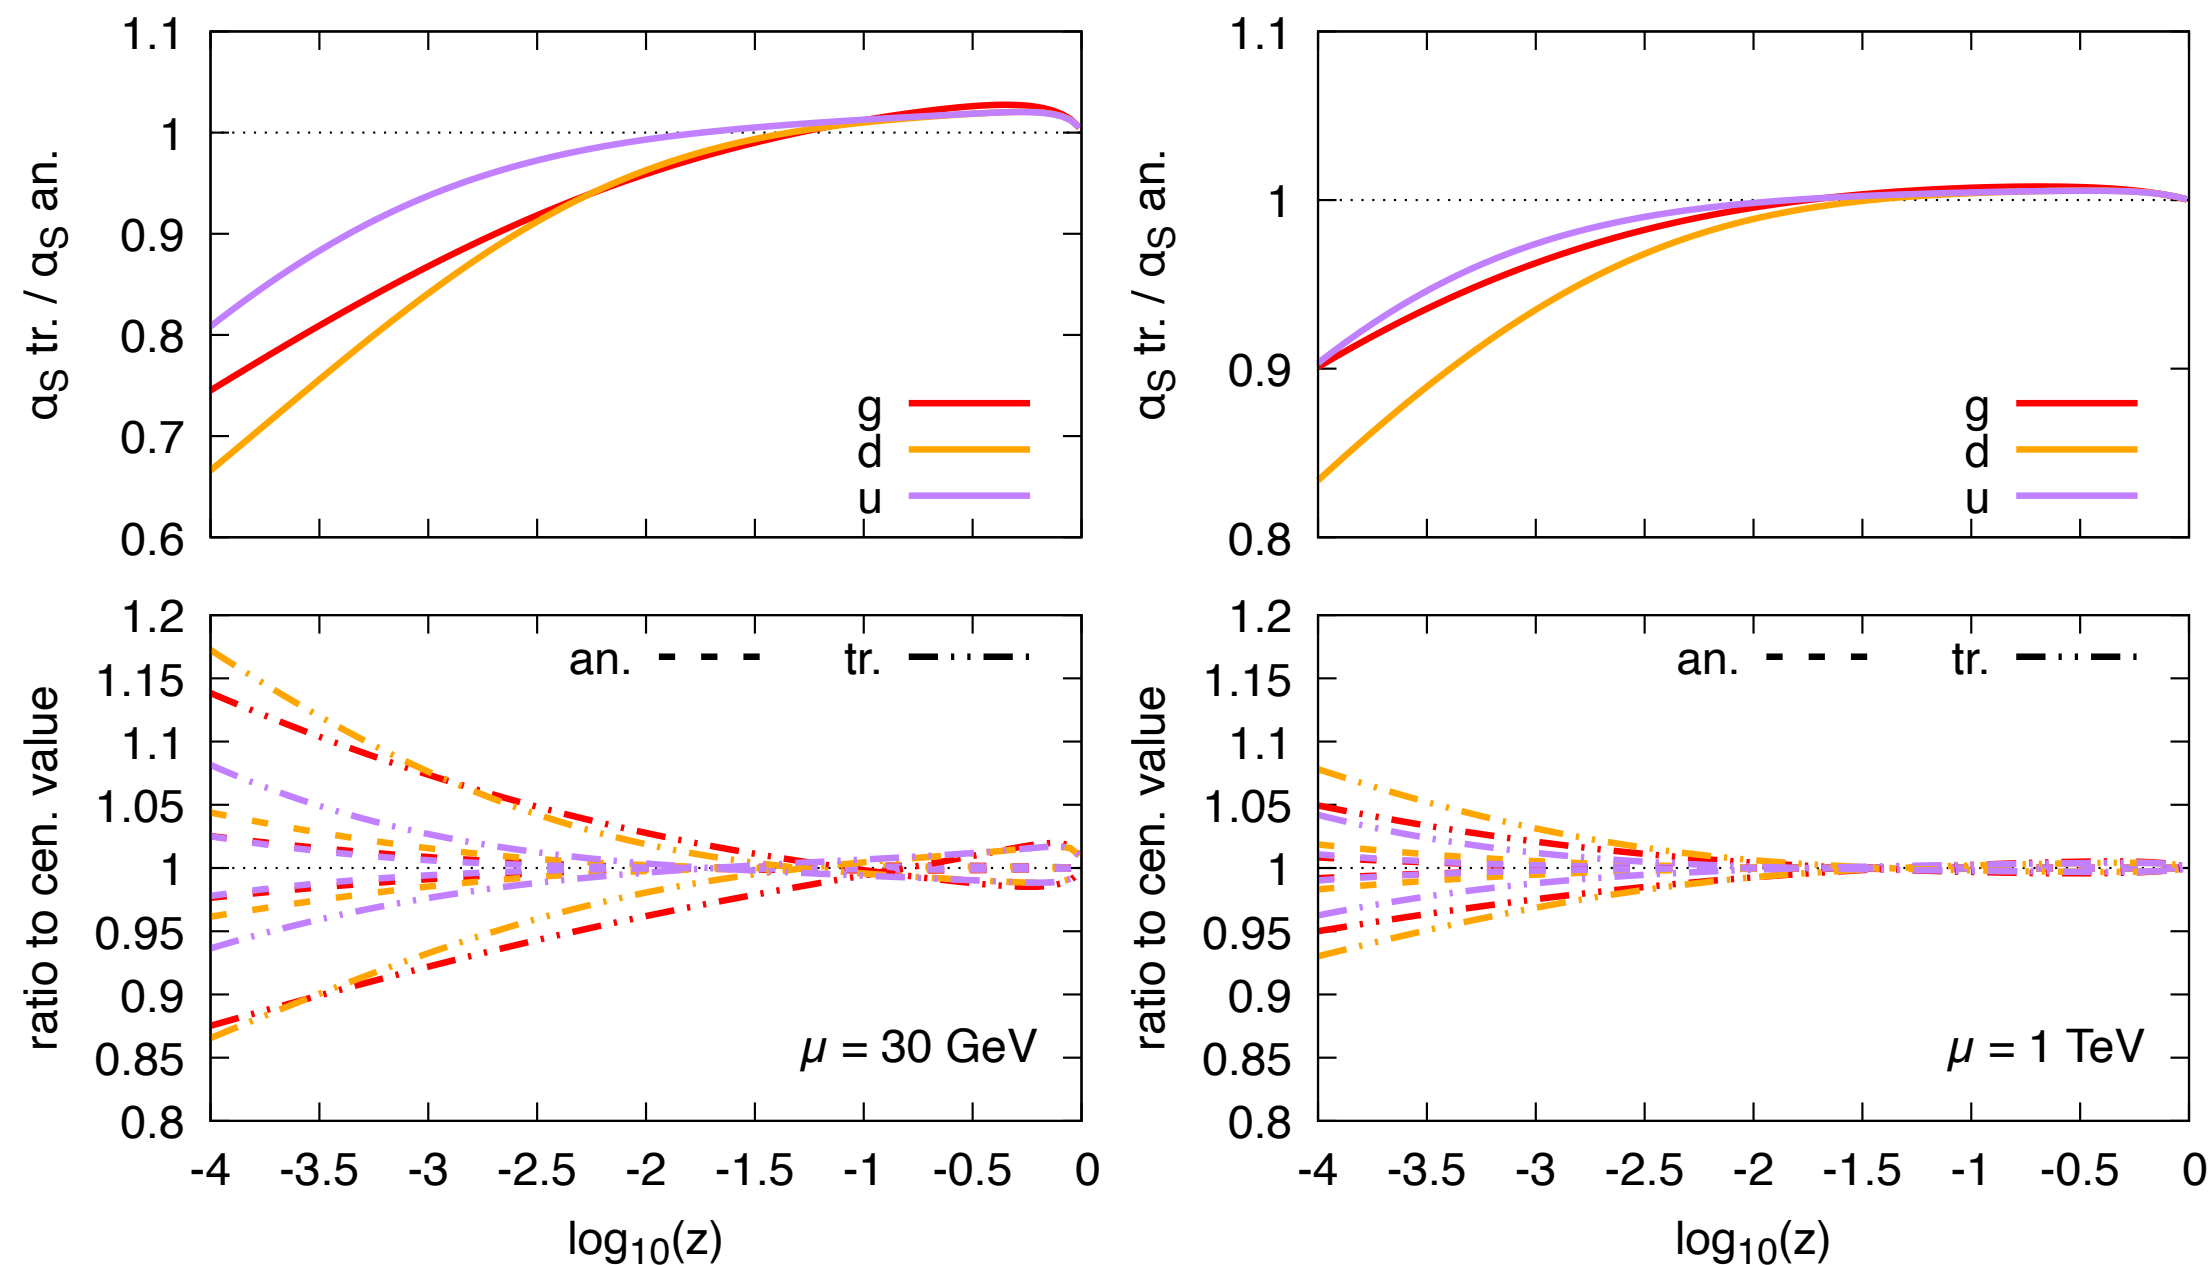 αS tr. / αS an.
1.1
1
0.9
0.8
0.7
0.6
g
d
u
αS tr. / αS an.
1.1
1
0.9
0.8
g
d
u
ratio to cen. value
1.2
1.15
1.1
1.05
1
0.95
0.9
0.85
0.8
an. tr.
μ = 30 GeV
-4 -3.5 -3 -2.5 -2 -1.5 -1 -0.5 0
log10(z)
ratio to cen. value
1.2
1.15
1.1
1.05
1
0.95
0.9
0.85
0.8
an. tr.
μ = 1 TeV
-4 -3.5 -3 -2.5 -2 -1.5 -1 -0.5 0
log10(z)